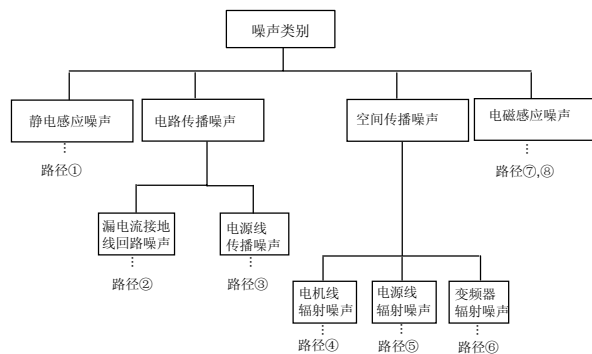 噪声类别
静电感应噪声
电路传播噪声
空间传播噪声
电磁感应噪声
路径①
路径⑦,⑧
漏电流接地
线回路噪声
电源线
传播噪声
路径②
路径③
电机线
辐射噪声
电源线
辐射噪声
变频器
辐射噪声
路径④
路径⑤
路径⑥